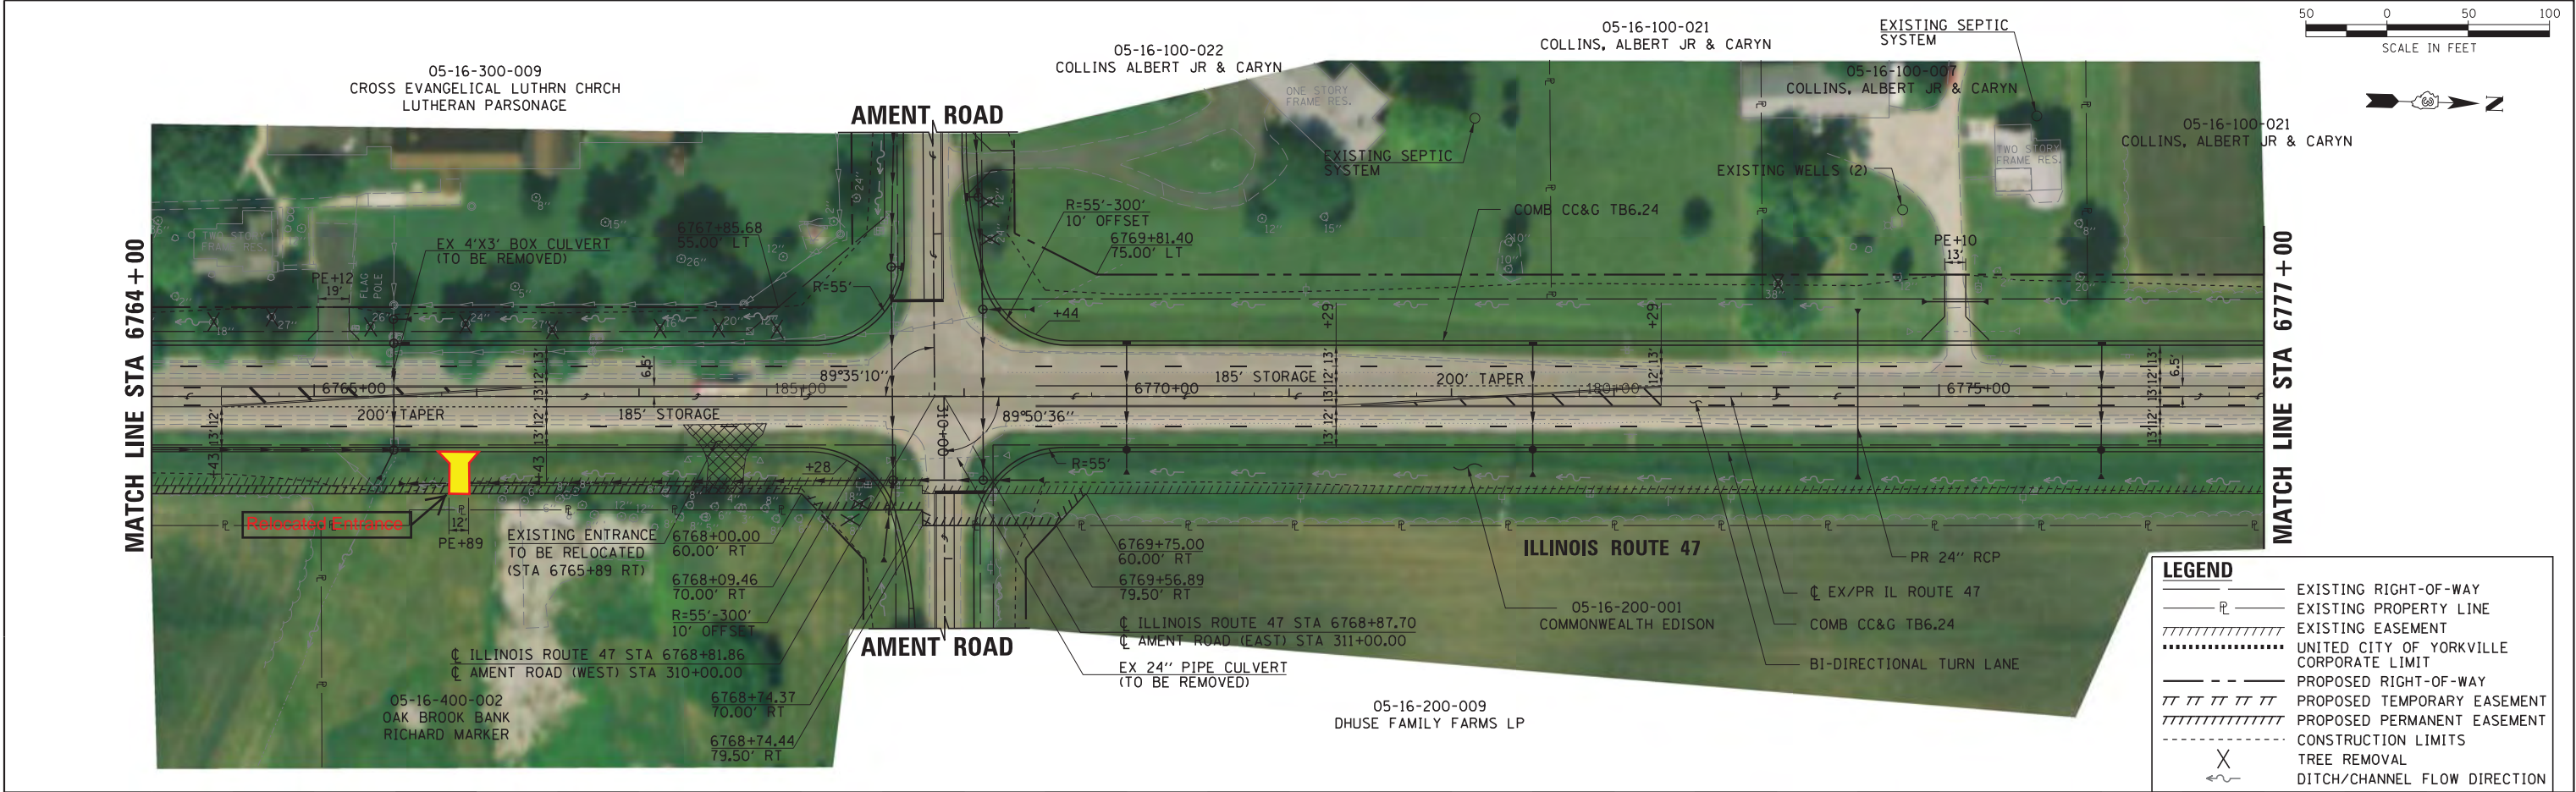 05-16-300-009
CROSS EVANGELICAL LUTHRN CHRCH
LUTHERAN PARSONAGE
AMENT ROAD
05-16-100-022
COLLINS ALBERT JR & CARYN
05-16-100-021
COLLINS, ALBERT JR & CARYN
EXISTING SEPTIC
SYSTEM
05-16-100-007
COLLINS, ALBERT JR & CARYN
05-16-100-021
COLLINS, ALBERT JR & CARYN
50 0 50 100
SCALE IN FEET
N
ONE STORY
FRAME RES.
EXISTING SEPTIC
SYSTEM
EXISTING WELLS (2)
TWO STORY
FRAME RES.
COMB CC&G TB6.24
R=55'-300'
10' OFFSET
6769+81.40
75.00' LT
6767+85.68
55.00' LT
EX 4'X3' BOX CULVERT
(TO BE REMOVED)
TWO STORY
FRAME RES.
PE+12
19'
FLAG
POLE
R=55'
+44
+29
+29
PE+10
13'
MATCH LINE STA 6764+00
MATCH LINE STA 6777+00
6765+00
185+00
6770+00
180+00
6775+00
89°35'10"
89°50'36"
310+00
200' TAPER
185' STORAGE
185' STORAGE
200' TAPER
6.5'
6.5'
+43
+43
+28
R=55'
Relocated Entrance
12'
PE+89
EXISTING ENTRANCE
TO BE RELOCATED
(STA 6765+89 RT)
6768+00.00
60.00' RT
6768+09.46
70.00' RT
R=55'-300'
10' OFFSET
℄ ILLINOIS ROUTE 47 STA 6768+81.86
℄ AMENT ROAD (WEST) STA 310+00.00
6768+74.37
70.00' RT
6768+74.44
79.50' RT
05-16-400-002
OAK BROOK BANK
RICHARD MARKER
AMENT ROAD
6769+75.00
60.00' RT
6769+56.89
79.50' RT
℄ ILLINOIS ROUTE 47 STA 6768+87.70
℄ AMENT ROAD (EAST) STA 311+00.00
EX 24" PIPE CULVERT
(TO BE REMOVED)
05-16-200-009
DHUSE FAMILY FARMS LP
ILLINOIS ROUTE 47
05-16-200-001
COMMONWEALTH EDISON
PR 24" RCP
℄ EX/PR IL ROUTE 47
COMB CC&G TB6.24
BI-DIRECTIONAL TURN LANE
LEGEND
EXISTING RIGHT-OF-WAY
EXISTING PROPERTY LINE
EXISTING EASEMENT
UNITED CITY OF YORKVILLE
CORPORATE LIMIT
PROPOSED RIGHT-OF-WAY
PROPOSED TEMPORARY EASEMENT
PROPOSED PERMANENT EASEMENT
CONSTRUCTION LIMITS
TREE REMOVAL
DITCH/CHANNEL FLOW DIRECTION